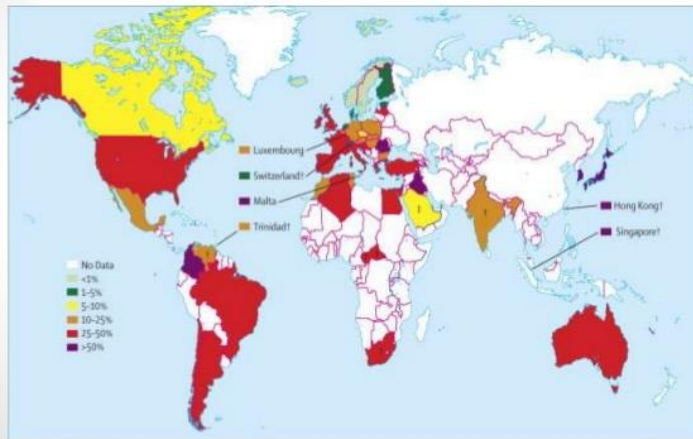 Luxembourg
Switzerland†
Malta
Trinidad†
Hong Kong†
Singapore†
No Data
<1%
1–5%
5–10%
10–25%
25–50%
>50%